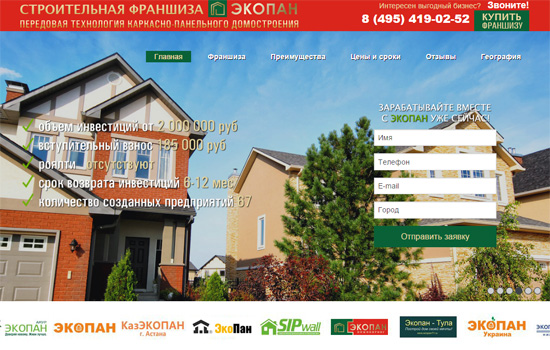 СТРОИТЕЛЬНАЯ ФРАНШИЗА ЭКОПАН
ПЕРЕДОВАЯ ТЕХНОЛОГИЯ КАРКАСНО-ПАНЕЛЬНОГО ДОМОСТРОЕНИЯ
Интересен выгодный бизнес? Звоните!
8 (495) 419-02-52
КУПИТЬ
ФРАНШИЗУ
Главная Франшиза Преимущества Цены и сроки Отзывы География
объем инвестиций от 2 000 000 руб
вступительный взнос 185 000 руб
роялти отсутствуют
срок возврата инвестиций 6-12 мес
количество созданных предприятий 67
ЗАРАБАТЫВАЙТЕ ВМЕСТЕ
С ЭКОПАН УЖЕ СЕЙЧАС!
Имя
Телефон
E-mail
Город
Отправить заявку
ЭКОПАН
ЭКОПАН
КазЭКОПАН
г. Астана
ЭкоПан
SIPwall
ЭКОПАН
Экопан - Тула
ЭКОПАН
Украина
ЭК